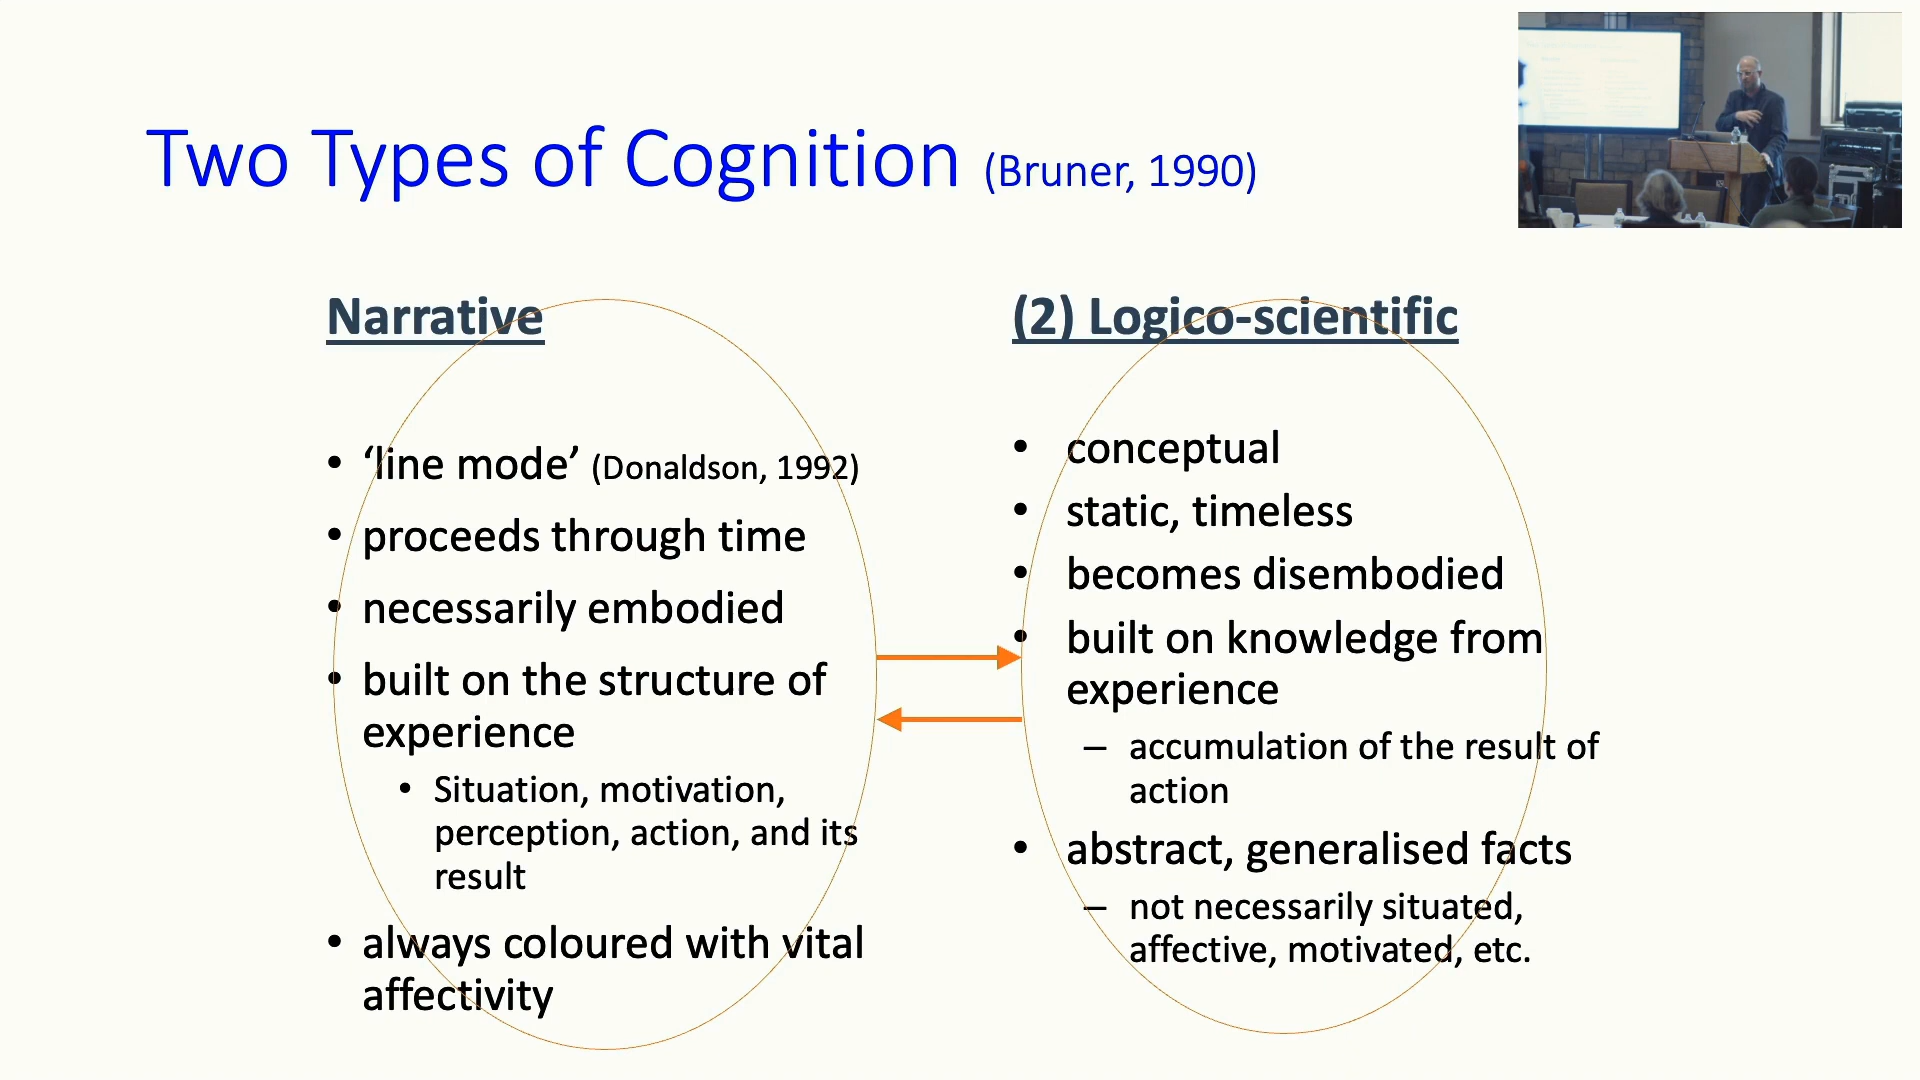 Two Types of Cognition (Bruner, 1990)
Narrative
• ‘line mode’ (Donaldson, 1992)
• proceeds through time
• necessarily embodied
• built on the structure of
experience
• Situation, motivation,
perception, action, and its
result
• always coloured with vital
affectivity
(2) Logico-scientific
• conceptual
• static, timeless
• becomes disembodied
• built on knowledge from
experience
– accumulation of the result of
action
• abstract, generalised facts
– not necessarily situated,
affective, motivated, etc.